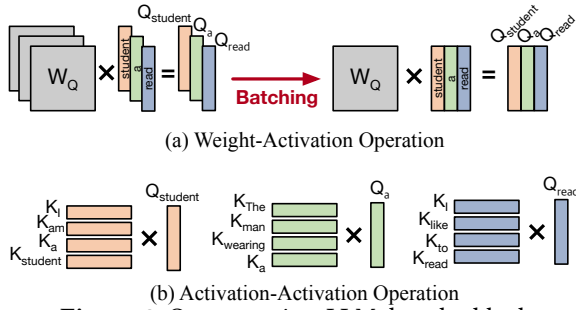 Q_student Q_a Q_read
W_Q × student a read = Batching W_Q × student a read = Q_student Q_a Q_read
(a) Weight-Activation Operation
K_I K_am K_a K_student × Q_student
K_The K_man K_wearing K_a × Q_a
K_I K_like K_to K_read × Q_read
(b) Activation-Activation Operation